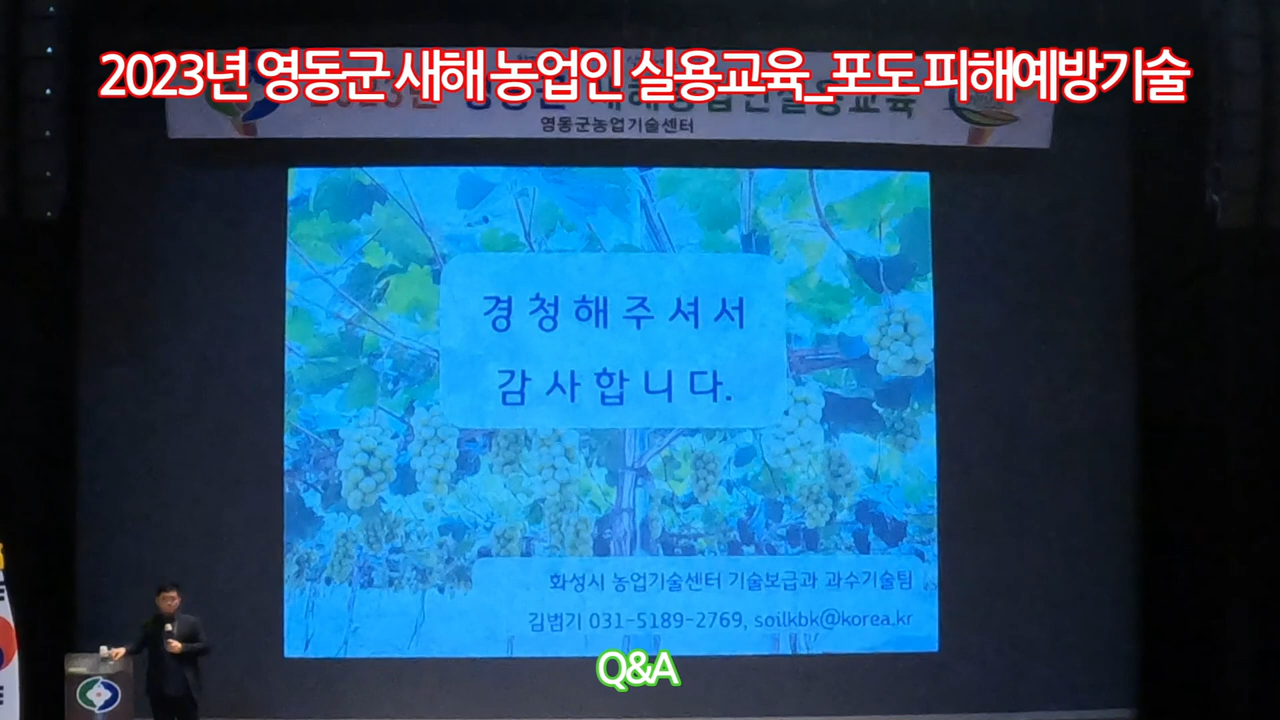 2023년 영동군 새해 농업인 실용교육_포도 피해예방기술
영동군농업기술센터
경청해주셔서
감사합니다.
화성시 농업기술센터 기술보급과 과수기술팀
김범기 031-5189-2769, soilkbk@korea.kr
Q&A